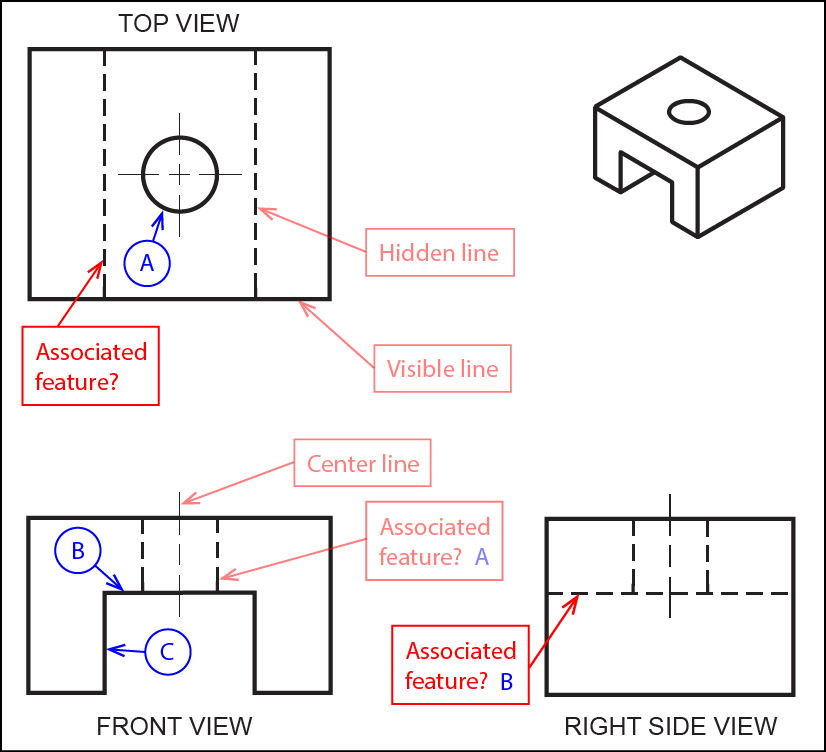 TOP VIEW
A
Hidden line
Associated
feature?
Visible line
Center line
Associated
feature? A
B
C
Associated
feature? B
FRONT VIEW
RIGHT SIDE VIEW